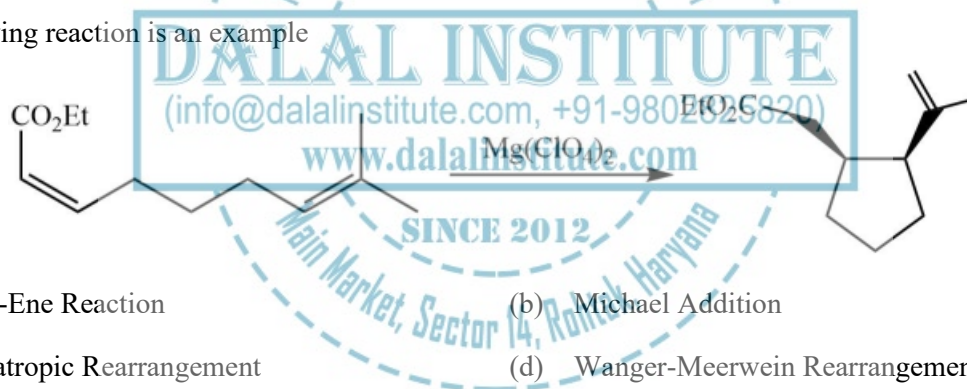 ing reaction is an example
DALAL INSTITUTE
(info@dalalinstitute.com, +91-9802825820)
www.dalalinstitute.com
CO₂Et
EtO₂C
Mg(ClO₄)₂
SINCE 2012
Main Market, Sector 14, Rohtak, Haryana
-Ene Reaction
(b) Michael Addition
atropic Rearrangement
(d) Wanger-Meerwein Rearrangemen